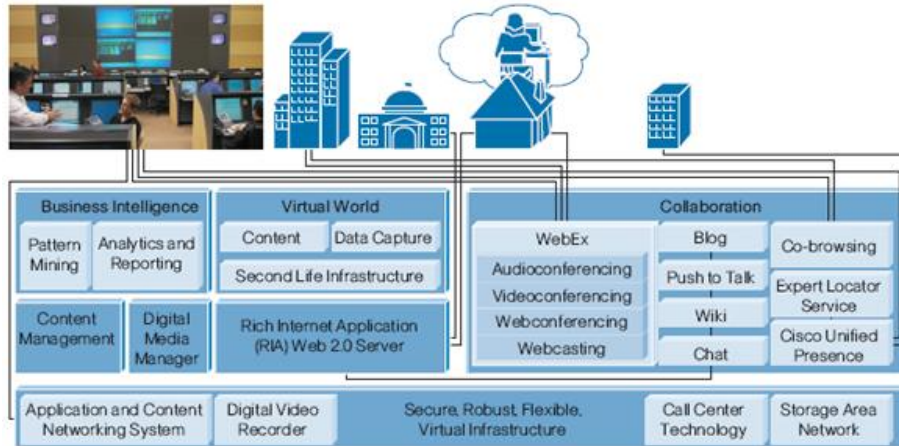 Business Intelligence
Pattern
Mining
Analytics and
Reporting
Virtual World
Content
Data Capture
Second Life Infrastructure
Collaboration
WebEx
Audioconferencing
Videoconferencing
Webconferencing
Webcasting
Blog
Push to Talk
Wiki
Chat
Co-browsing
Expert Locator
Service
Cisco Unified
Presence
Content
Management
Digital
Media
Manager
Rich Internet Application
(RIA) Web 2.0 Server
Application and Content
Networking System
Digital Video
Recorder
Secure, Robust, Flexible,
Virtual Infrastructure
Call Center
Technology
Storage Area
Network